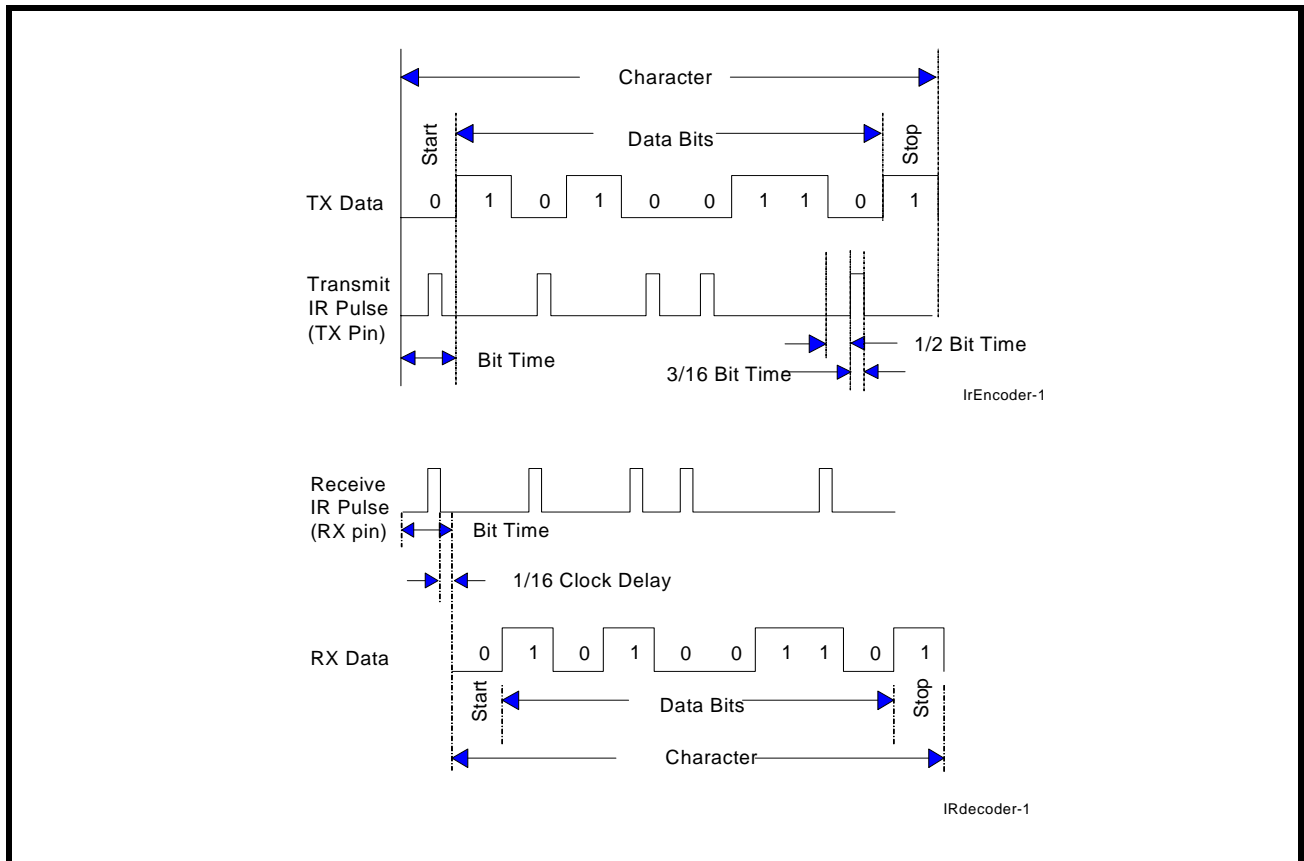 Character
Start
Data Bits
Stop
TX Data
0 1 0 1 0 0 1 1 0 1
Transmit
IR Pulse
(TX Pin)
Bit Time
1/2 Bit Time
3/16 Bit Time
IrEncoder-1
Receive
IR Pulse
(RX pin)
Bit Time
1/16 Clock Delay
RX Data
0 1 0 1 0 0 1 1 0 1
Start
Data Bits
Stop
Character
IRdecoder-1